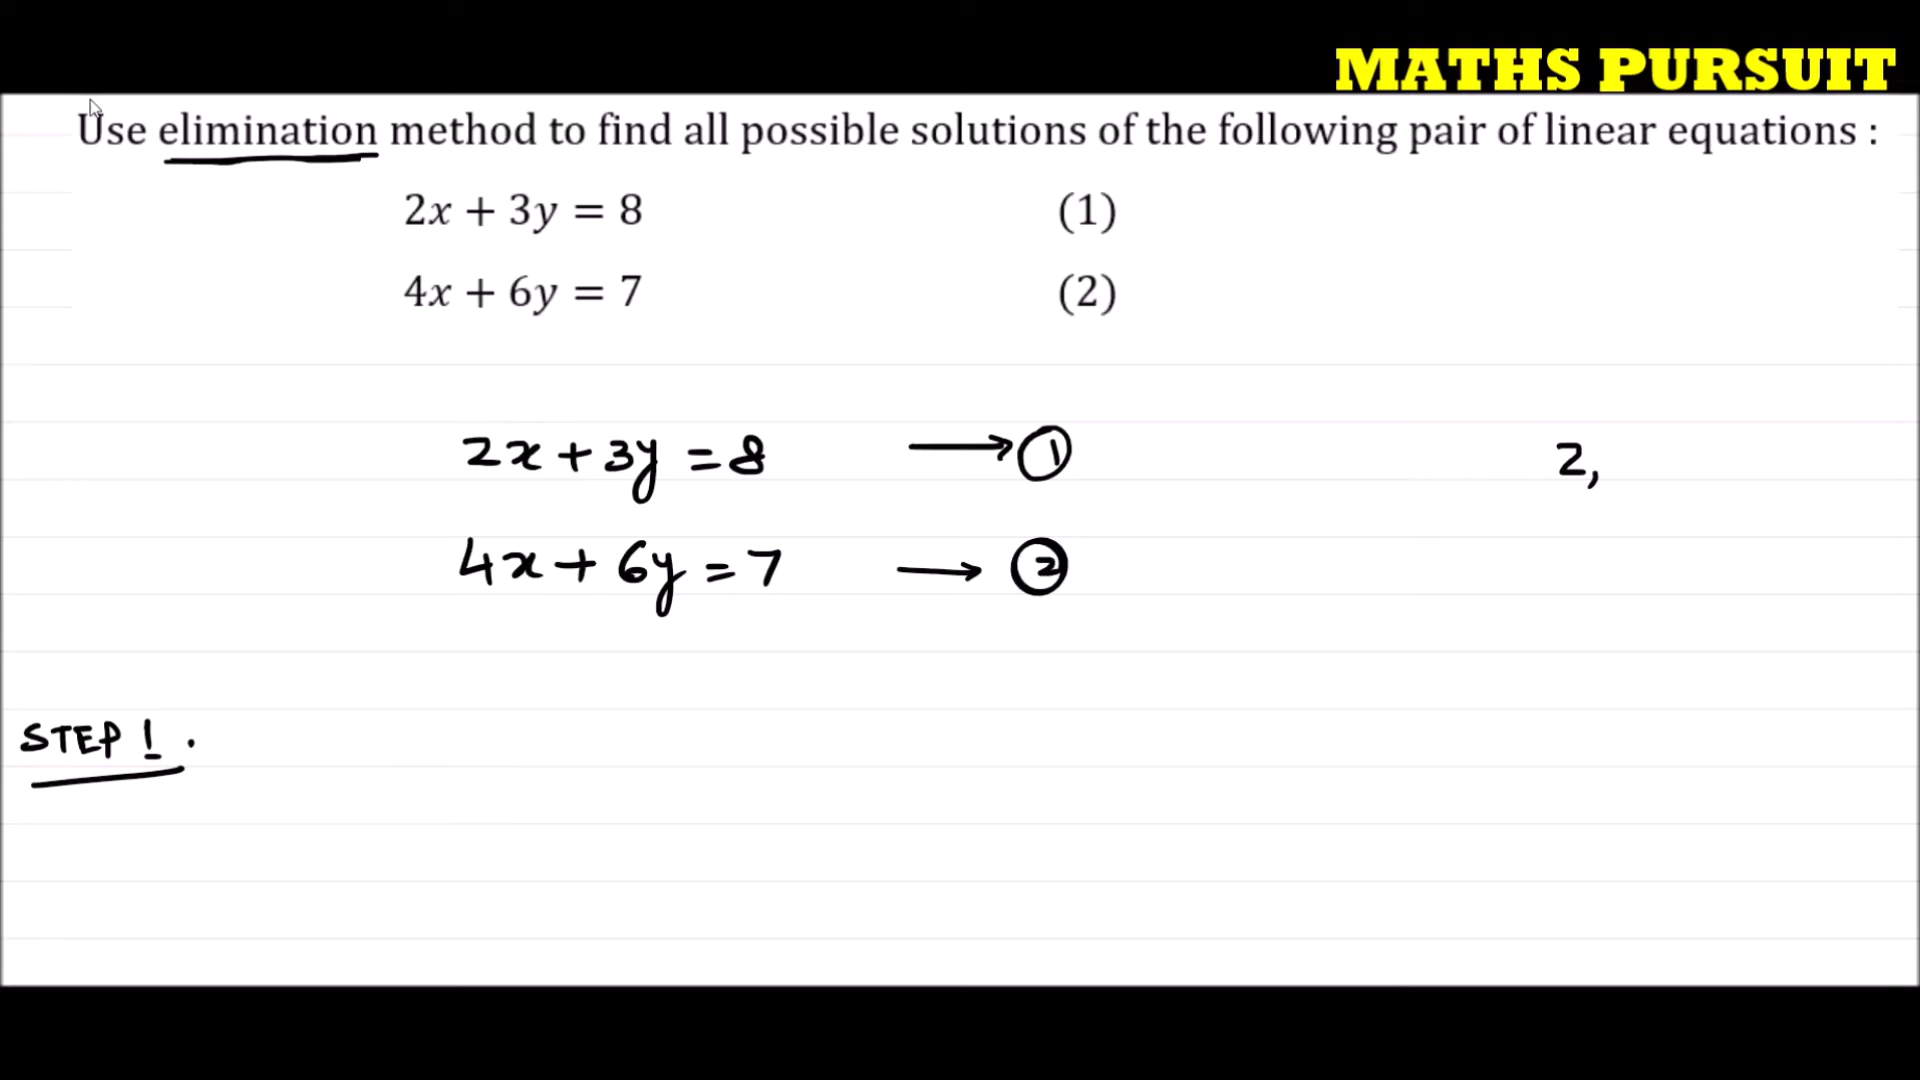 MATHS PURSUIT
Use elimination method to find all possible solutions of the following pair of linear equations :
2x + 3y = 8 (1)
4x + 6y = 7 (2)
2x + 3y = 8 → ① 2,
4x + 6y = 7 → ②
STEP 1 .